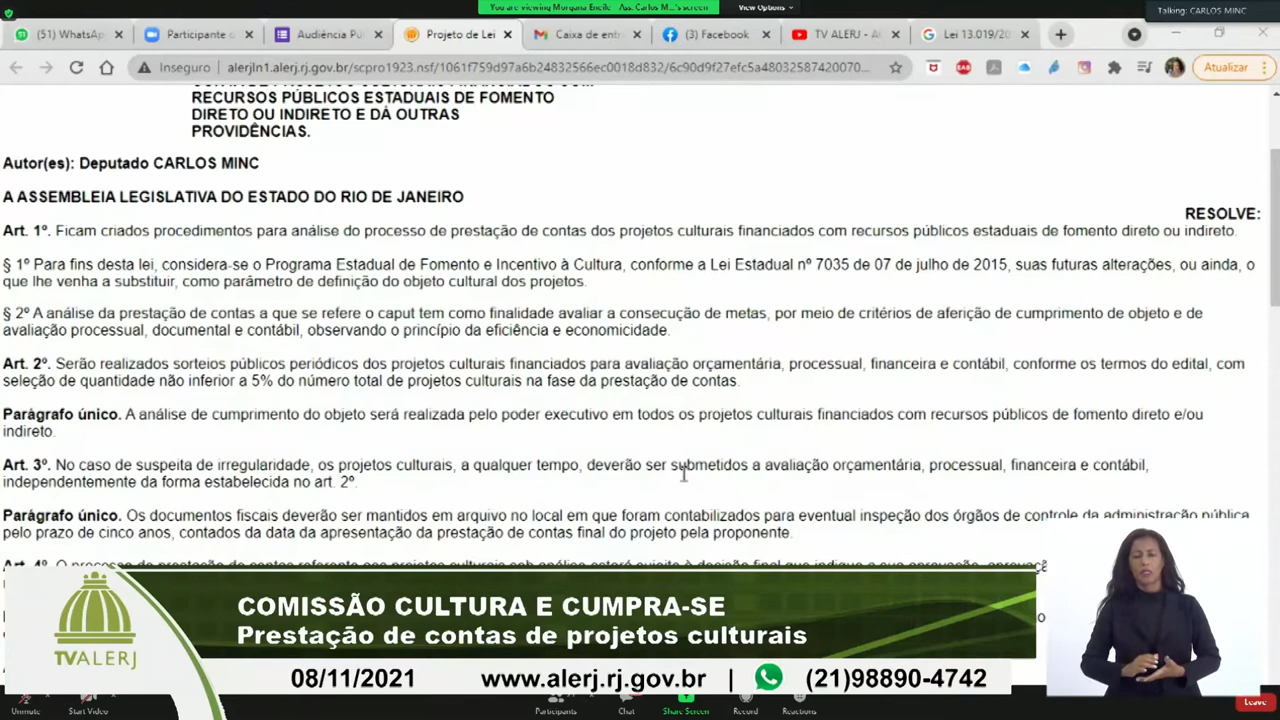 You are viewing Morgana Eneile - Ass. Carlos M...'s screen
View Options
Talking: CARLOS MINC
(51) WhatsAp
Participante
Audiência Pú
Projeto de Lei
Caixa de entr
(3) Facebook
TV ALERJ - A
Lei 13.019/20
Inseguro
alerjln1.alerj.rj.gov.br/scpro1923.nsf/1061f759d97a6b24832566ec0018d832/6c90d9f27efc5a48032587420070...
Atualizar
RECURSOS PÚBLICOS ESTADUAIS DE FOMENTO
DIRETO OU INDIRETO E DÁ OUTRAS
PROVIDÊNCIAS.
Autor(es): Deputado CARLOS MINC
A ASSEMBLEIA LEGISLATIVA DO ESTADO DO RIO DE JANEIRO
RESOLVE:
Art. 1º. Ficam criados procedimentos para análise do processo de prestação de contas dos projetos culturais financiados com recursos públicos estaduais de fomento direto ou indireto.
§ 1º Para fins desta lei, considera-se o Programa Estadual de Fomento e Incentivo à Cultura, conforme a Lei Estadual nº 7035 de 07 de julho de 2015, suas futuras alterações, ou ainda, o
que lhe venha a substituir, como parâmetro de definição do objeto cultural dos projetos.
§ 2º A análise da prestação de contas a que se refere o caput tem como finalidade avaliar a consecução de metas, por meio de critérios de aferição de cumprimento de objeto e de
avaliação processual, documental e contábil, observando o princípio da eficiência e economicidade.
Art. 2º. Serão realizados sorteios públicos periódicos dos projetos culturais financiados para avaliação orçamentária, processual, financeira e contábil, conforme os termos do edital, com
seleção de quantidade não inferior a 5% do número total de projetos culturais na fase da prestação de contas.
Parágrafo único. A análise de cumprimento do objeto será realizada pelo poder executivo em todos os projetos culturais financiados com recursos públicos de fomento direto e/ou
indireto.
Art. 3º. No caso de suspeita de irregularidade, os projetos culturais, a qualquer tempo, deverão ser submetidos a avaliação orçamentária, processual, financeira e contábil,
independentemente da forma estabelecida no art. 2º.
Parágrafo único. Os documentos fiscais deverão ser mantidos em arquivo no local em que foram contabilizados para eventual inspeção dos órgãos de controle da administração pública
pelo prazo de cinco anos, contados da data da apresentação da prestação de contas final do projeto pela proponente.
COMISSÃO CULTURA E CUMPRA-SE
Prestação de contas de projetos culturais
TVALERJ
08/11/2021 www.alerj.rj.gov.br | (21)98890-4742
Unmute
Start Video
Participants
Chat
Share Screen
Record
Reactions
Leave